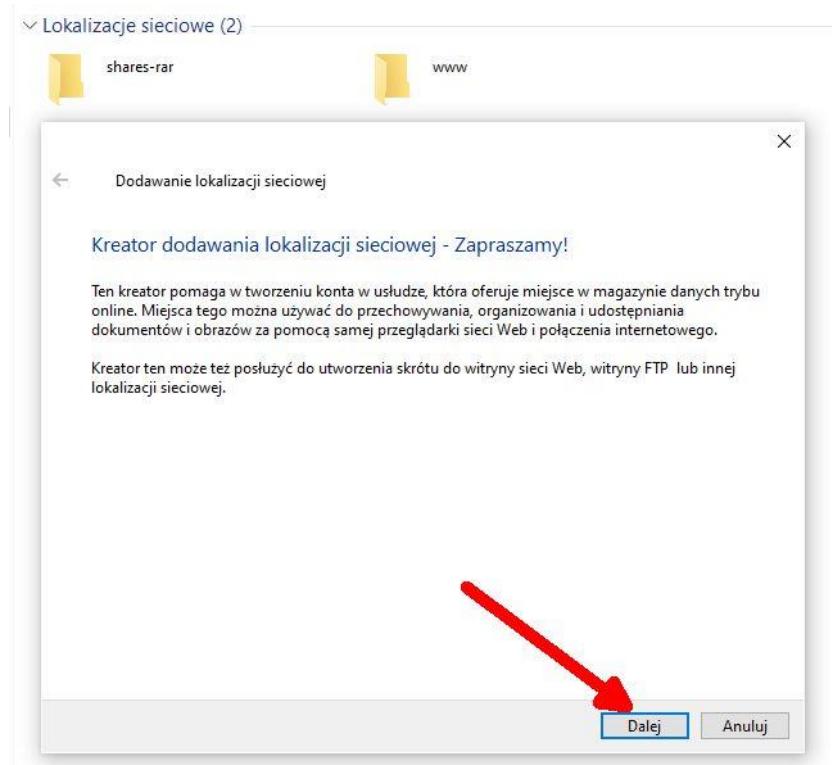 Lokalizacje sieciowe (2)
shares-rar
www
Dodawanie lokalizacji sieciowej
Kreator dodawania lokalizacji sieciowej - Zapraszamy!
Ten kreator pomaga w tworzeniu konta w usłudze, która oferuje miejsce w magazynie danych trybu
online. Miejsca tego można używać do przechowywania, organizowania i udostępniania
dokumentów i obrazów za pomocą samej przeglądarki sieci Web i połączenia internetowego.
Kreator ten może też posłużyć do utworzenia skrótu do witryny sieci Web, witryny FTP lub innej
lokalizacji sieciowej.
Dalej
Anuluj